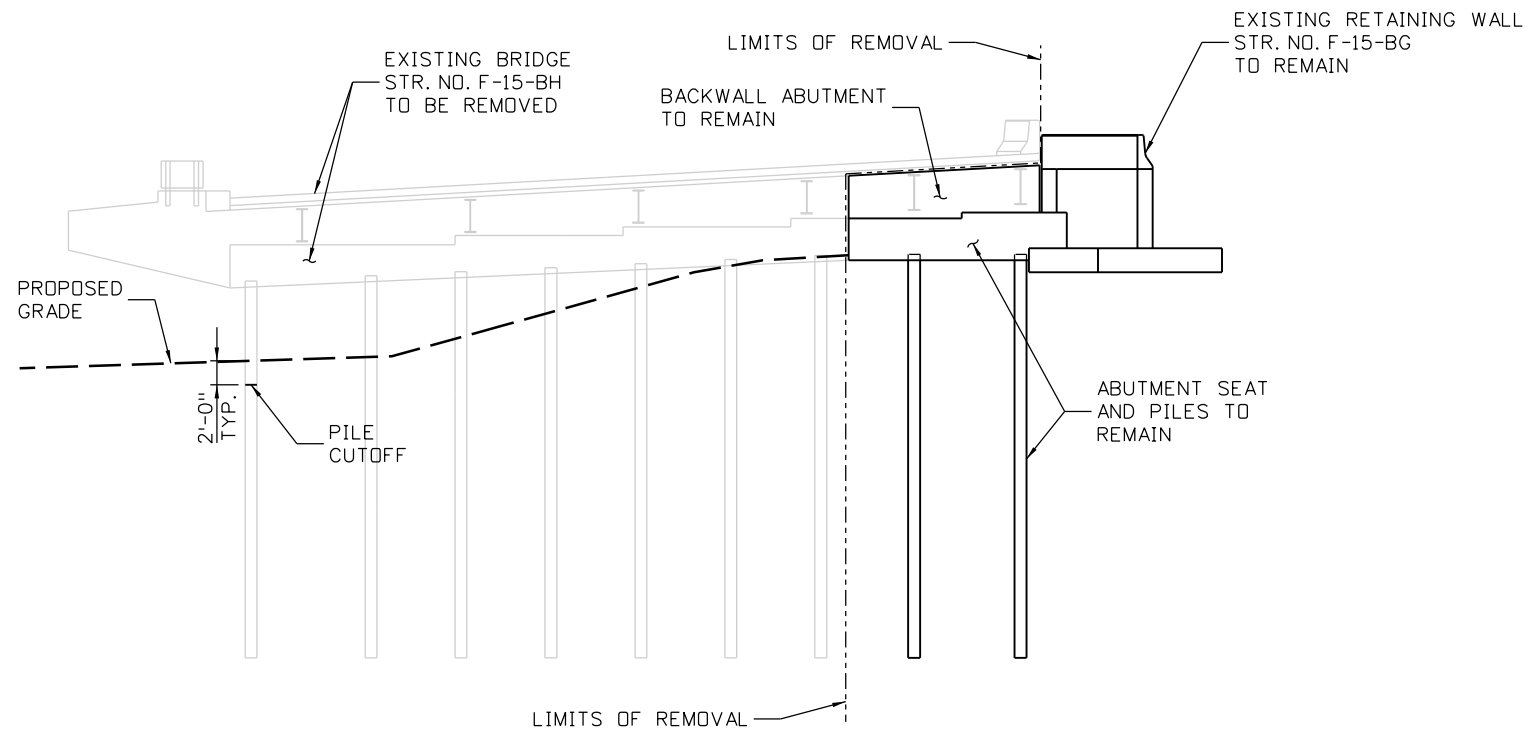 EXISTING RETAINING WALL
STR. NO. F-15-BG
TO REMAIN
LIMITS OF REMOVAL
EXISTING BRIDGE
STR. NO. F-15-BH
TO BE REMOVED
BACKWALL ABUTMENT
TO REMAIN
PROPOSED
GRADE
2'-0"
TYP.
PILE
CUTOFF
ABUTMENT SEAT
AND PILES TO
REMAIN
LIMITS OF REMOVAL